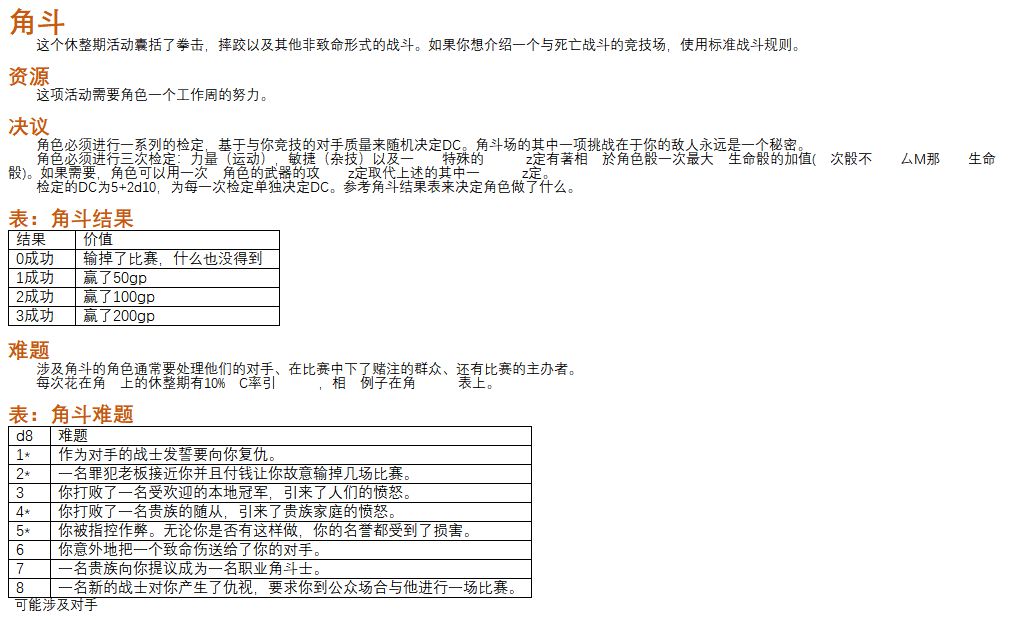 角斗
这个休整期活动囊括了拳击，摔跤以及其他非致命形式的战斗。如果你想介绍一个与死亡战斗的竞技场，使用标准战斗规则。
资源
这项活动需要角色一个工作周的努力。
决议
角色必须进行一系列的检定，基于与你竞技的对手质量来随机决定DC。角斗场的其中一项挑战在于你的敌人永远是一个秘密。
角色必须进行三次检定：力量（运动），敏捷（杂技）以及一 特殊的 z定有著相 於角色骰一次最大 生命骰的加值( 次骰不 厶M那 生命
骰)。如果需要，角色可以用一次 角色的武器的攻 z定取代上述的其中一 z定。
检定的DC为5+2d10，为每一次检定单独决定DC。参考角斗结果表来决定角色做了什么。
表：角斗结果
结果 价值
0成功 输掉了比赛，什么也没得到
1成功 赢了50gp
2成功 赢了100gp
3成功 赢了200gp
难题
涉及角斗的角色通常要处理他们的对手、在比赛中下了赌注的群众、还有比赛的主办者。
每次花在角 上的休整期有10% C率引 ，相 例子在角 表上。
表：角斗难题
d8 难题
1* 作为对手的战士发誓要向你复仇。
2* 一名罪犯老板接近你并且付钱让你故意输掉几场比赛。
3 你打败了一名受欢迎的本地冠军，引来了人们的愤怒。
4* 你打败了一名贵族的随从，引来了贵族家庭的愤怒。
5* 你被指控作弊。无论你是否有这样做，你的名誉都受到了损害。
6 你意外地把一个致命伤送给了你的对手。
7 一名贵族向你提议成为一名职业角斗士。
8 一名新的战士对你产生了仇视，要求你到公众场合与他进行一场比赛。
可能涉及对手